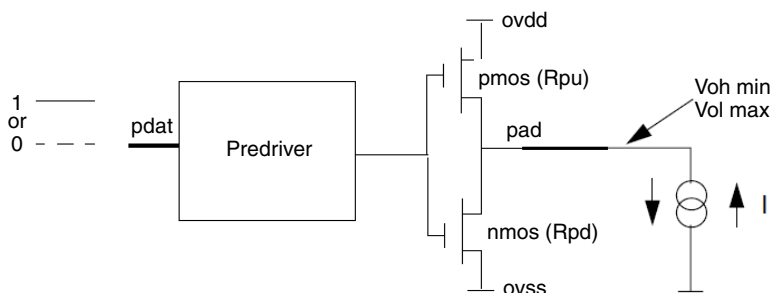 ovdd
pmos (Rpu)
1
or
0
pdat
Predriver
pad
Voh min
Vol max
nmos (Rpd)
I
ovss